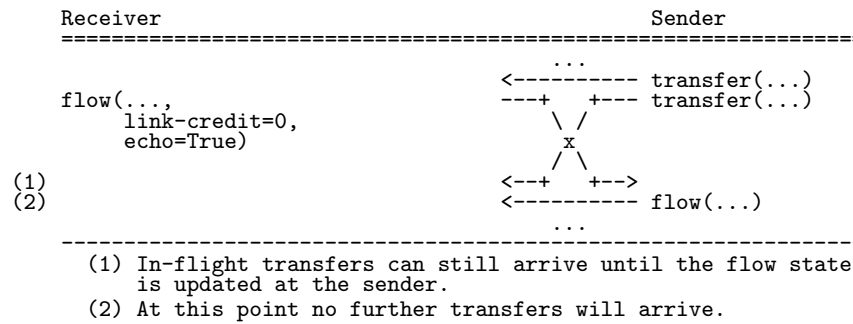 Receiver                                        Sender
=================================================================
                                       ...
                                   <---------- transfer(...)
flow(...,                          ---+   +--- transfer(...)
     link-credit=0,                    \ /
     echo=True)                         x
                                       / \
(1)                                <--+   +-->
(2)                                <---------- flow(...)
                                       ...
-----------------------------------------------------------------
(1) In-flight transfers can still arrive until the flow state
is updated at the sender.
(2) At this point no further transfers will arrive.